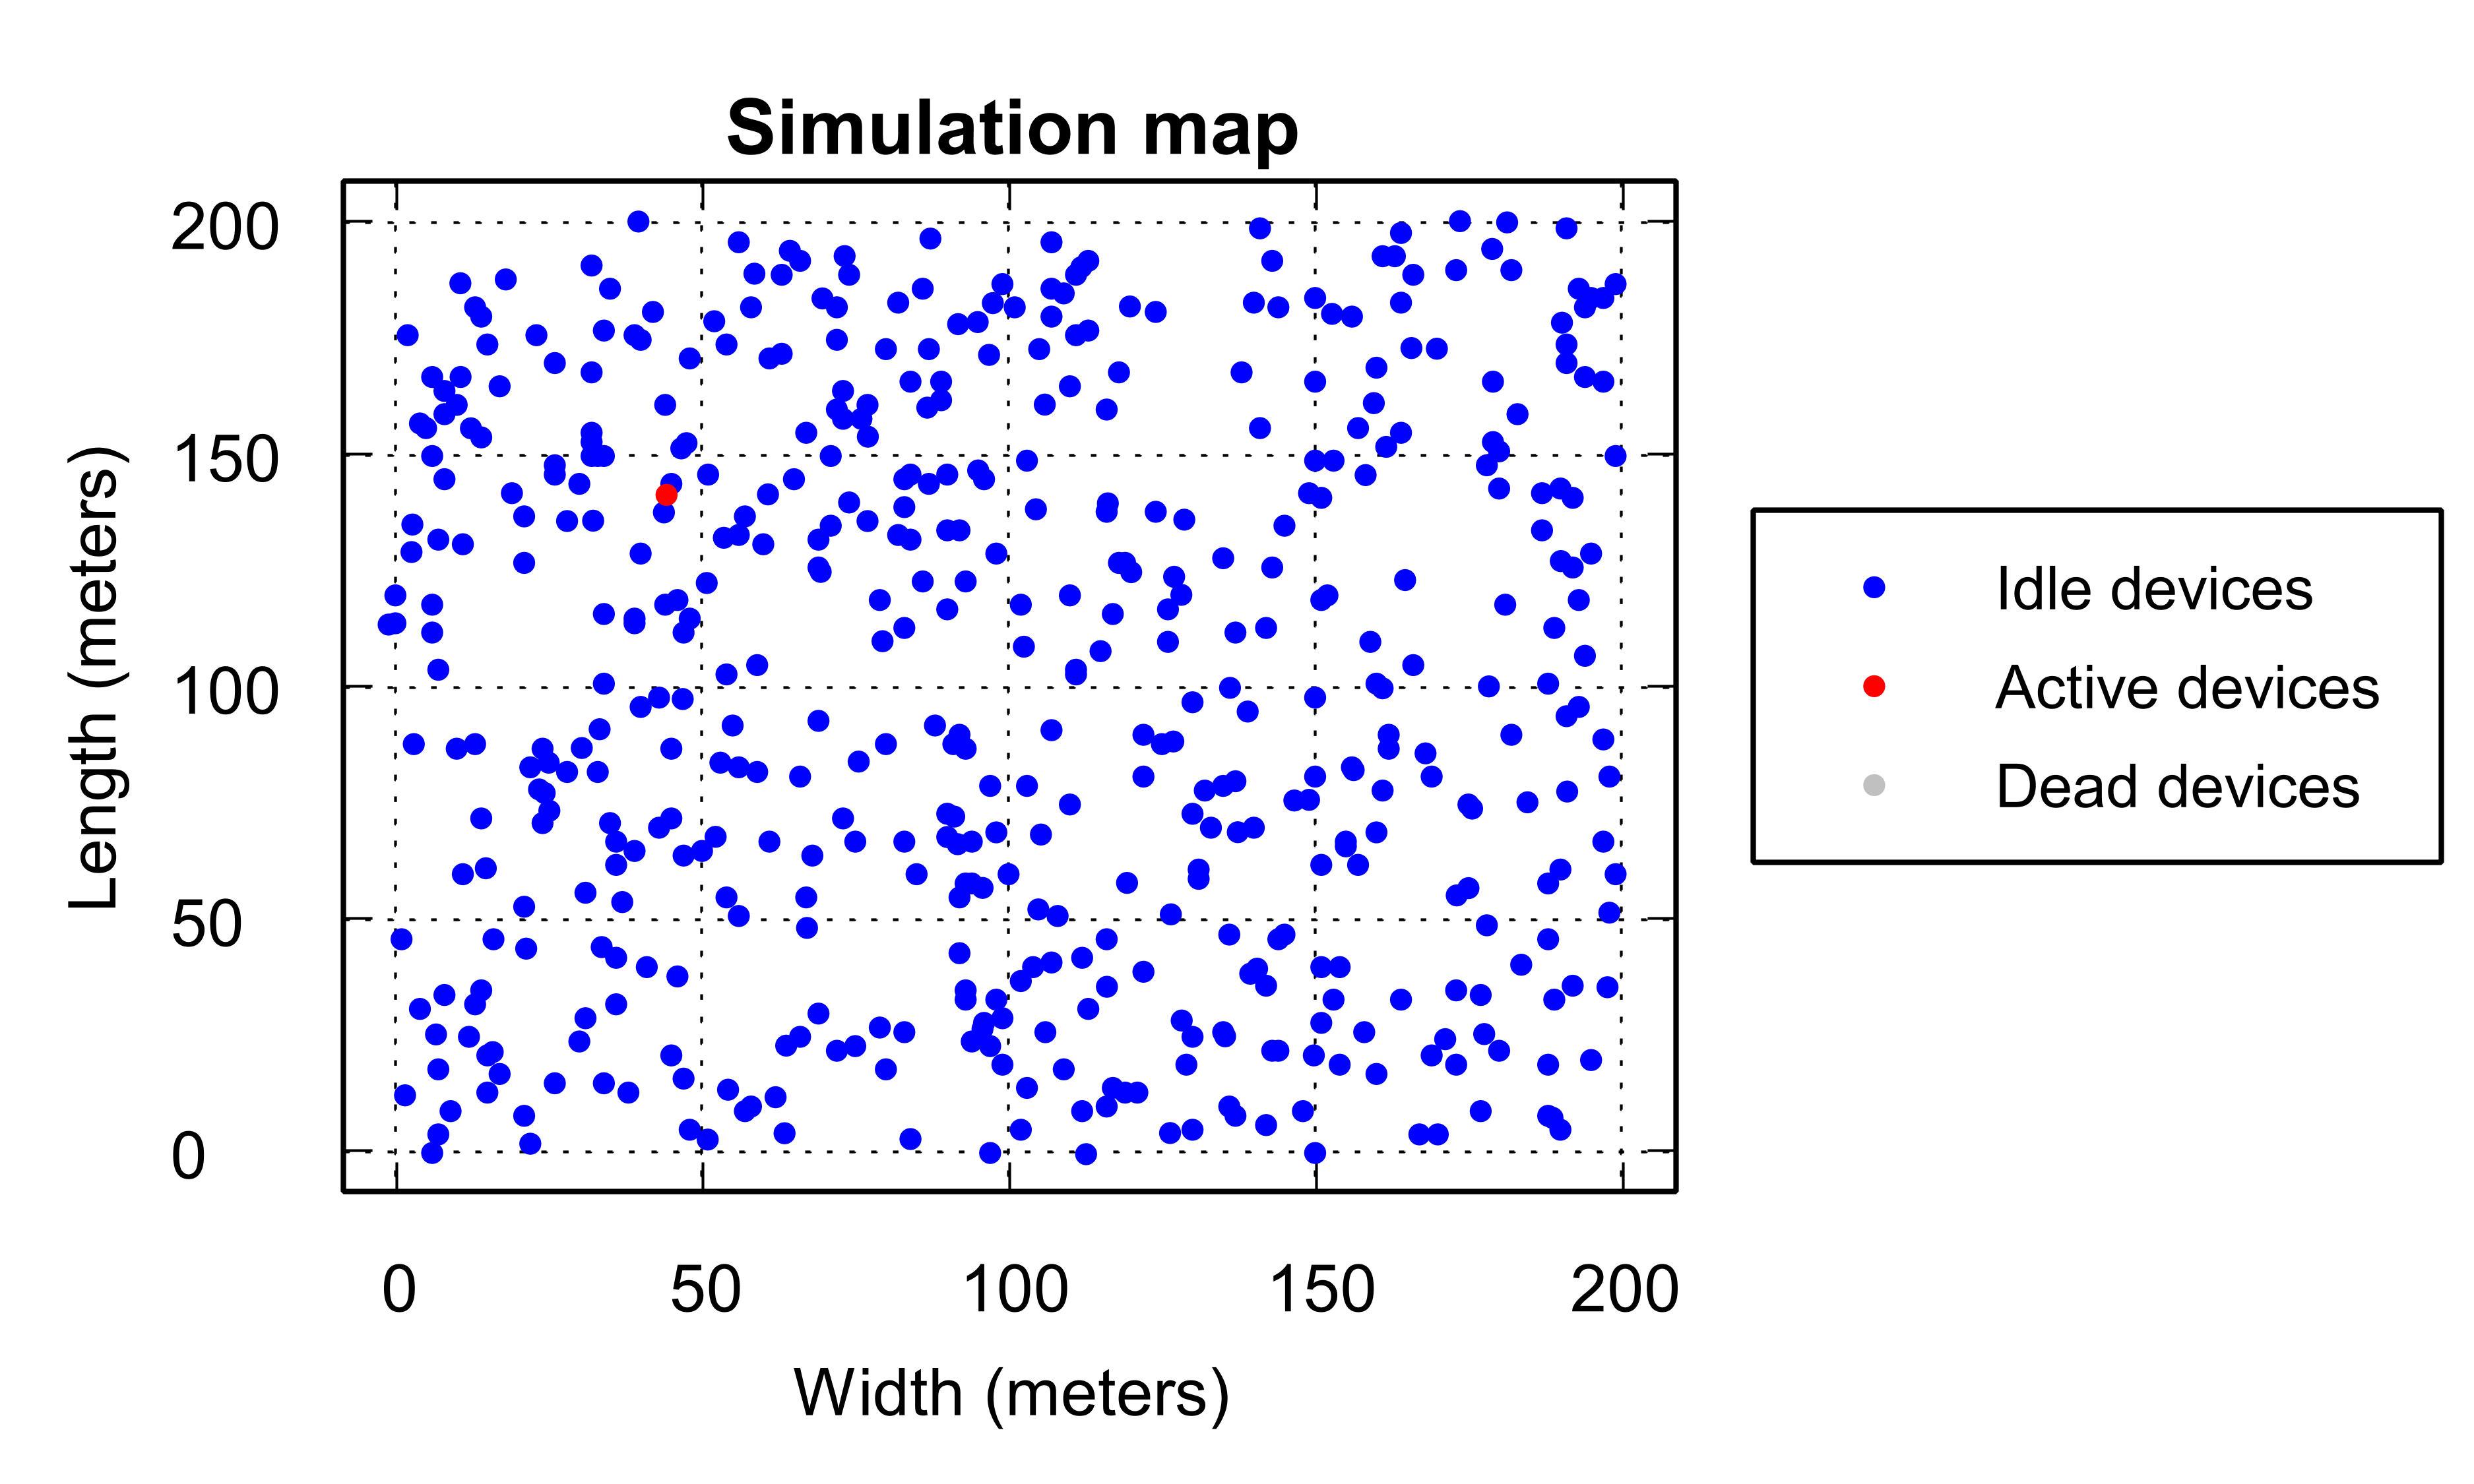 Simulation map
200
150
100
50
0
Length (meters)
0 50 100 150 200
Width (meters)
Idle devices
Active devices
Dead devices